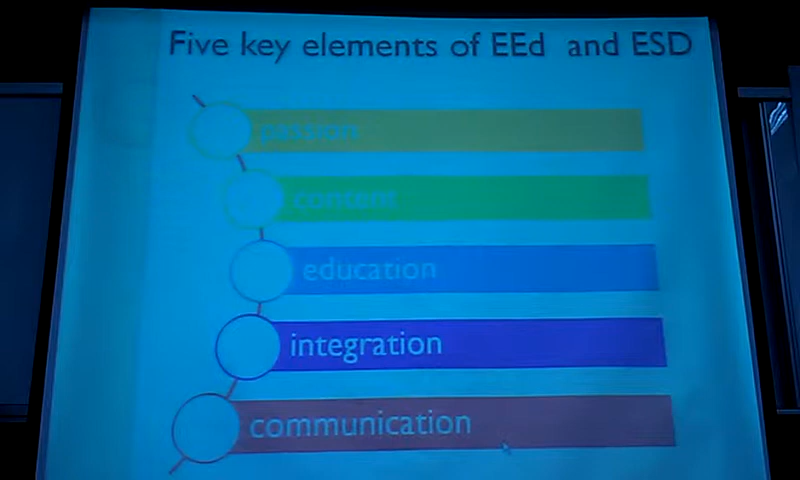 Five key elements of EEd and ESD
passion
content
education
integration
communication